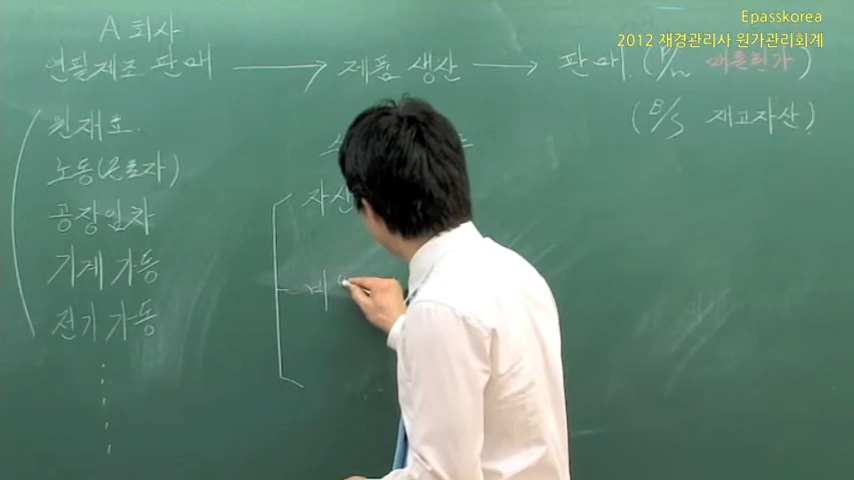 Epasskorea
2012 재경관리사 원가관리회계
A 회사
연필제조 판매 → 제품 생산 → 판매. (P/L 매출원가)
(B/S 재고자산)
원재료.
노동(근로자)
공장임차
기계 가동
전기 가동
자산
비